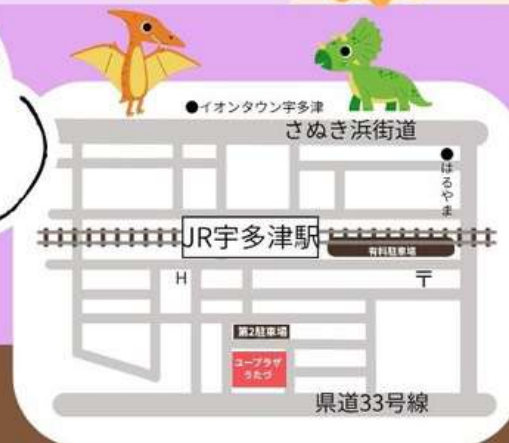 ●イオンタウン宇多津
さぬき浜街道
●はるやま
JR宇多津駅
有料駐車場
H
〒
第2駐車場
ユープラザ
うたづ
県道33号線